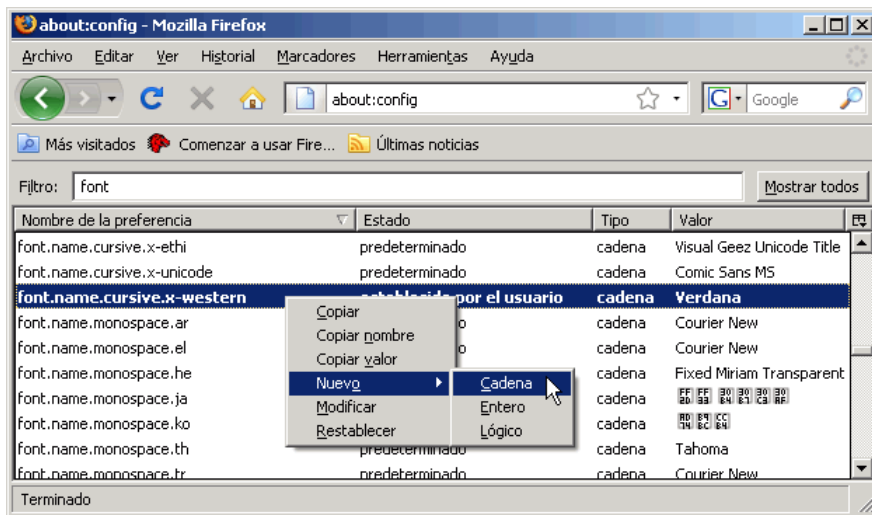 about:config - Mozilla Firefox
Archivo Editar Ver Historial Marcadores Herramientas Ayuda
about:config
Google
Más visitados Comenzar a usar Fire... Últimas noticias
Filtro: font Mostrar todos
Nombre de la preferencia Estado Tipo Valor
font.name.cursive.x-ethi predeterminado cadena Visual Geez Unicode Title
font.name.cursive.x-unicode predeterminado cadena Comic Sans MS
font.name.cursive.x-western establecido por el usuario cadena Verdana
font.name.monospace.ar cadena Courier New
font.name.monospace.el cadena Courier New
font.name.monospace.he cadena Fixed Miriam Transparent
font.name.monospace.ja cadena
font.name.monospace.ko cadena
font.name.monospace.th predeterminado cadena Tahoma
font.name.monospace.tr predeterminado cadena Courier New
Copiar
Copiar nombre
Copiar valor
Nuevo
Modificar
Restablecer
Cadena
Entero
Lógico
Terminado